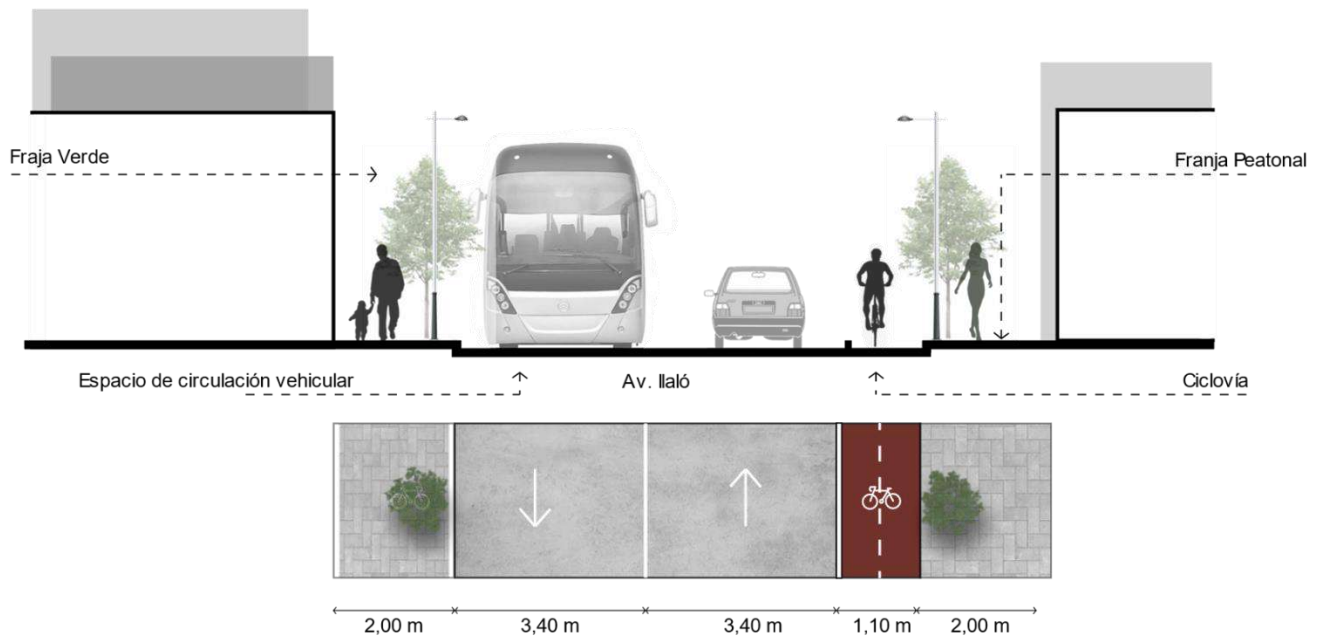 Fraja Verde
Franja Peatonal
Espacio de circulación vehicular
Av. Ilaló
Ciclovía
2,00 m
3,40 m
3,40 m
1,10 m
2,00 m